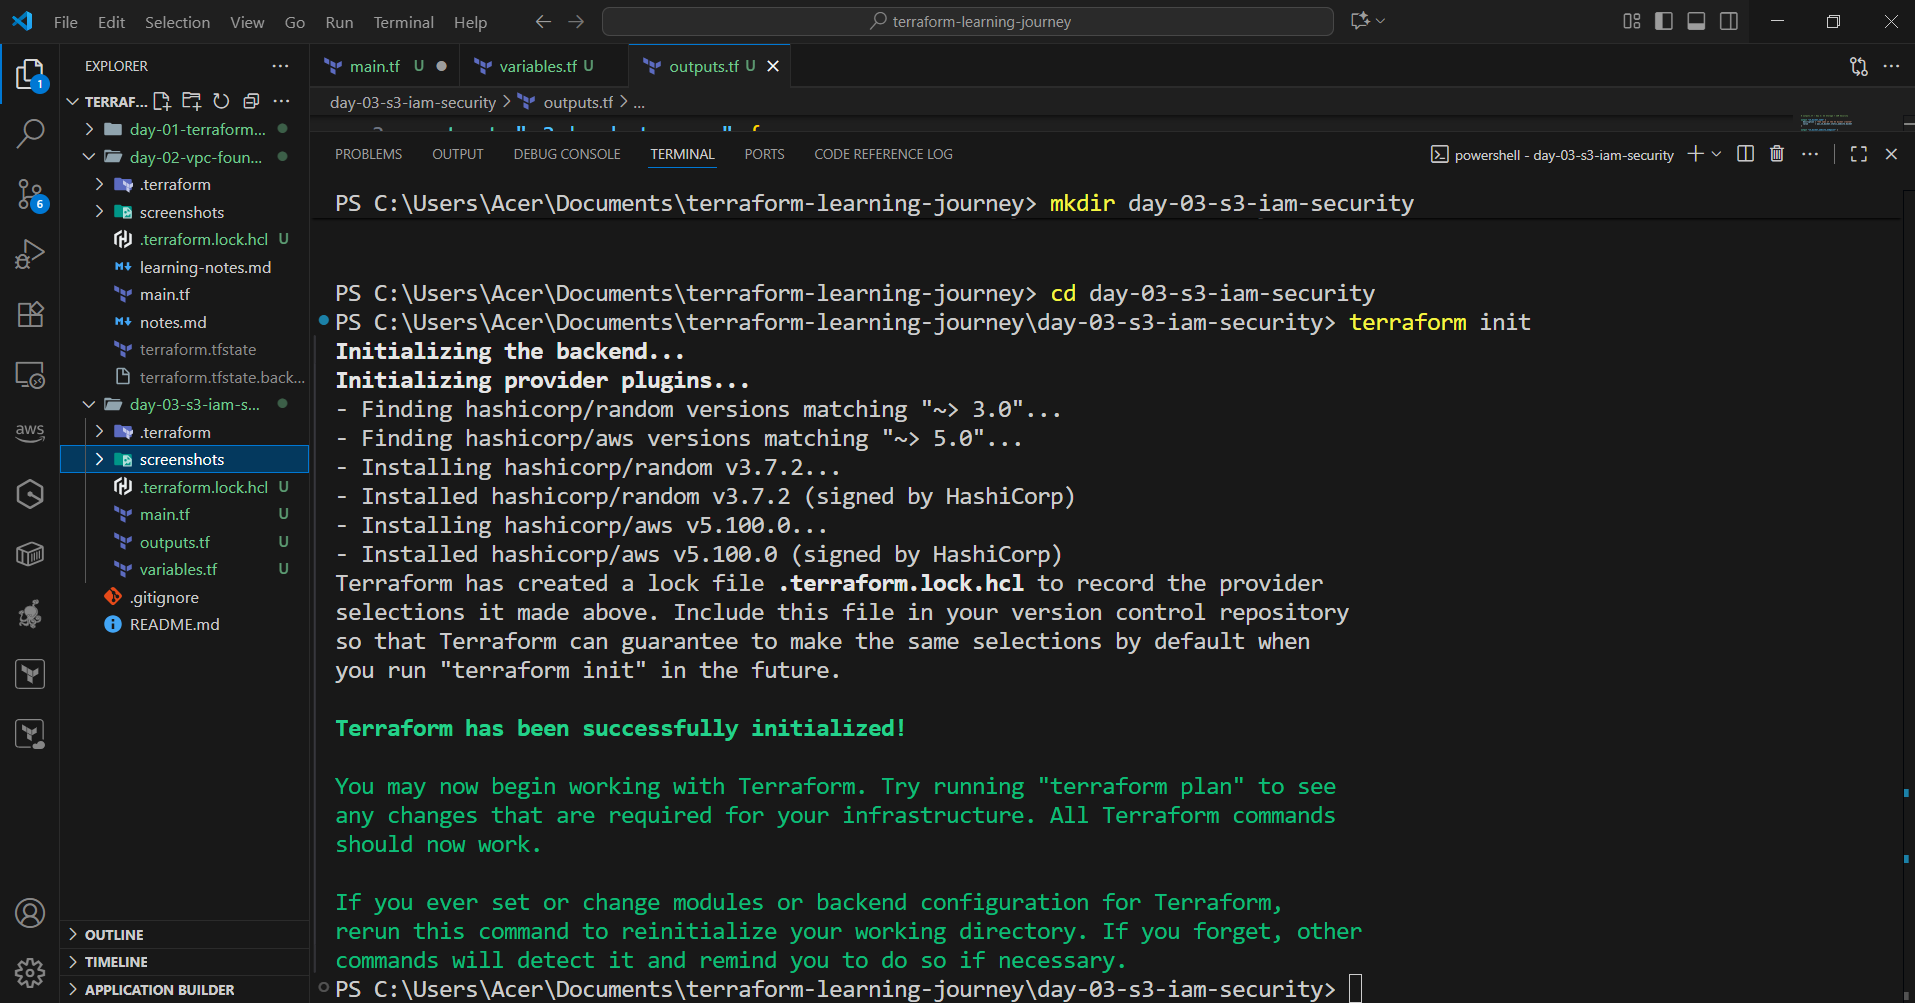 File Edit Selection View Go Run Terminal Help
terraform-learning-journey
EXPLORER
TERRAF...
day-01-terraform...
day-02-vpc-foun...
.terraform
screenshots
.terraform.lock.hcl U
learning-notes.md
main.tf
notes.md
terraform.tfstate
terraform.tfstate.back...
day-03-s3-iam-s...
.terraform
screenshots
.terraform.lock.hcl U
main.tf U
outputs.tf U
variables.tf U
.gitignore
README.md
OUTLINE
TIMELINE
APPLICATION BUILDER
1
6
aws
main.tf U
variables.tf U
outputs.tf U
day-03-s3-iam-security > outputs.tf > ...
PROBLEMS OUTPUT DEBUG CONSOLE TERMINAL PORTS CODE REFERENCE LOG
powershell - day-03-s3-iam-security
PS C:\Users\Acer\Documents\terraform-learning-journey> mkdir day-03-s3-iam-security
PS C:\Users\Acer\Documents\terraform-learning-journey> cd day-03-s3-iam-security
PS C:\Users\Acer\Documents\terraform-learning-journey\day-03-s3-iam-security> terraform init
Initializing the backend...
Initializing provider plugins...
- Finding hashicorp/random versions matching "~> 3.0"...
- Finding hashicorp/aws versions matching "~> 5.0"...
- Installing hashicorp/random v3.7.2...
- Installed hashicorp/random v3.7.2 (signed by HashiCorp)
- Installing hashicorp/aws v5.100.0...
- Installed hashicorp/aws v5.100.0 (signed by HashiCorp)
Terraform has created a lock file .terraform.lock.hcl to record the provider
selections it made above. Include this file in your version control repository
so that Terraform can guarantee to make the same selections by default when
you run "terraform init" in the future.
Terraform has been successfully initialized!
You may now begin working with Terraform. Try running "terraform plan" to see
any changes that are required for your infrastructure. All Terraform commands
should now work.
If you ever set or change modules or backend configuration for Terraform,
rerun this command to reinitialize your working directory. If you forget, other
commands will detect it and remind you to do so if necessary.
PS C:\Users\Acer\Documents\terraform-learning-journey\day-03-s3-iam-security>